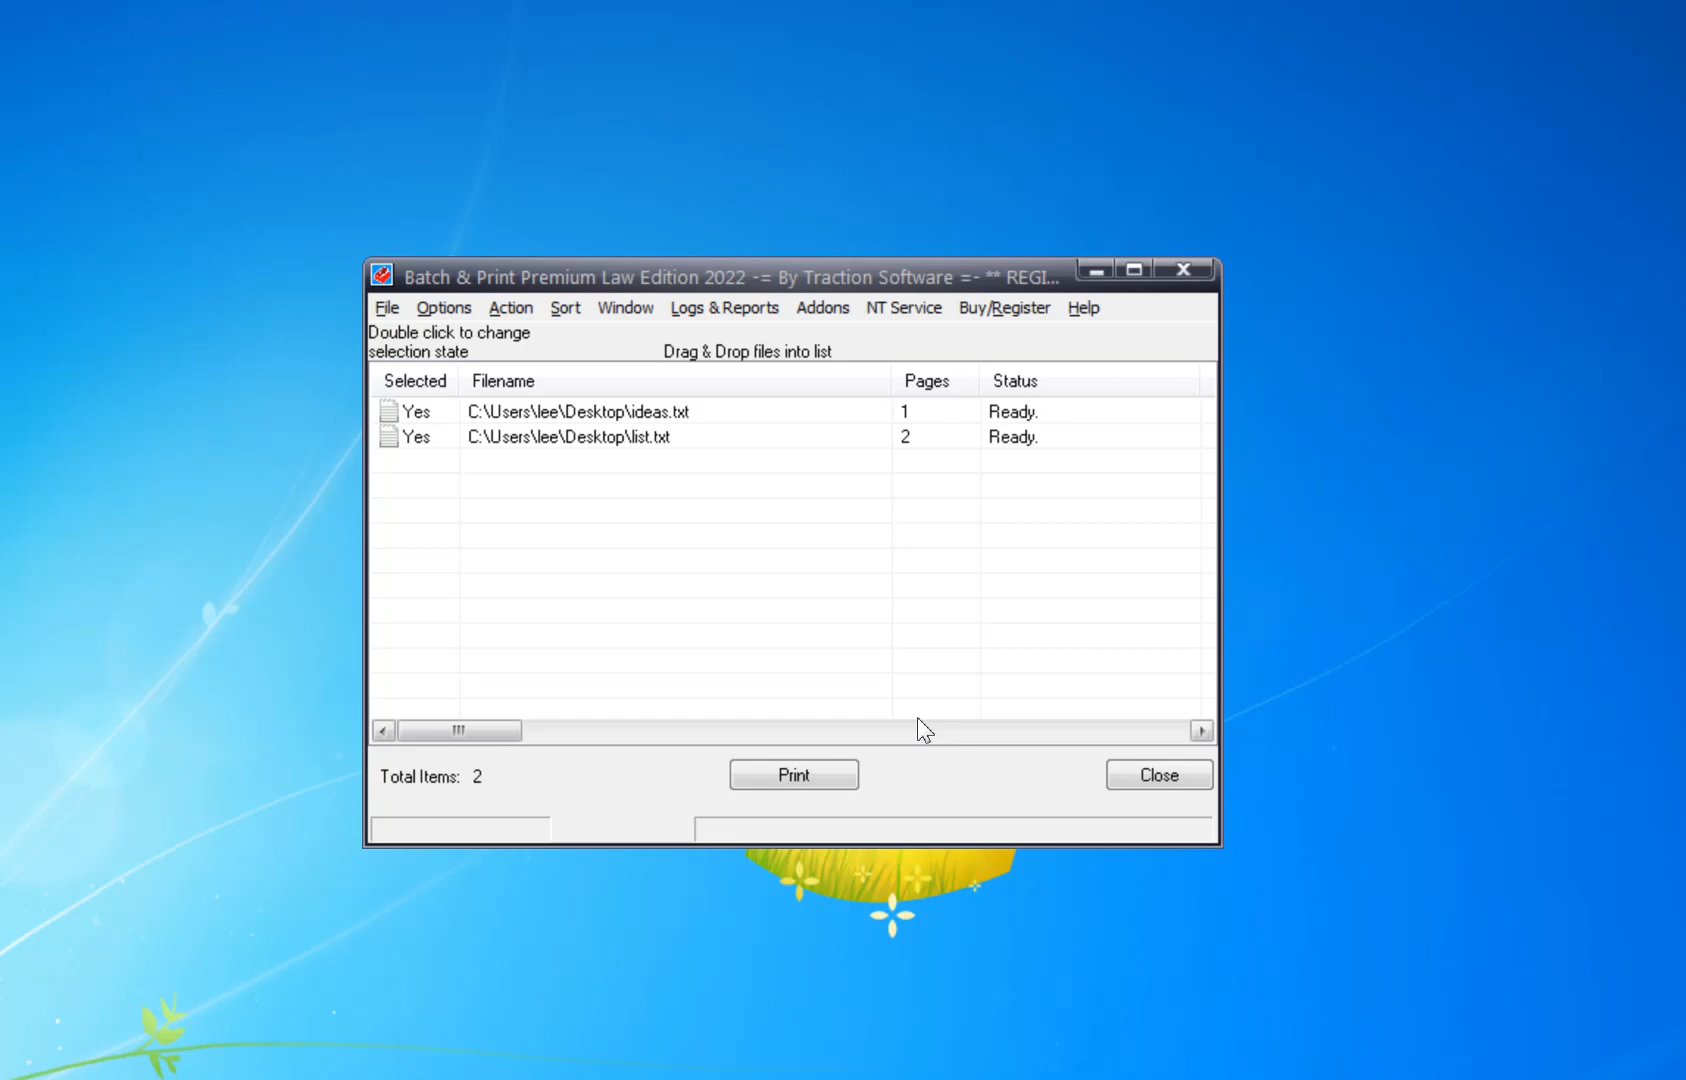 Batch & Print Premium Law Edition 2022 -= By Traction Software =- ** REGI...
File Options Action Sort Window Logs & Reports Addons NT Service Buy/Register Help
Double click to change
selection state Drag & Drop files into list
Selected Filename Pages Status
Yes C:\Users\lee\Desktop\ideas.txt 1 Ready.
Yes C:\Users\lee\Desktop\list.txt 2 Ready.
Total Items: 2 Print Close